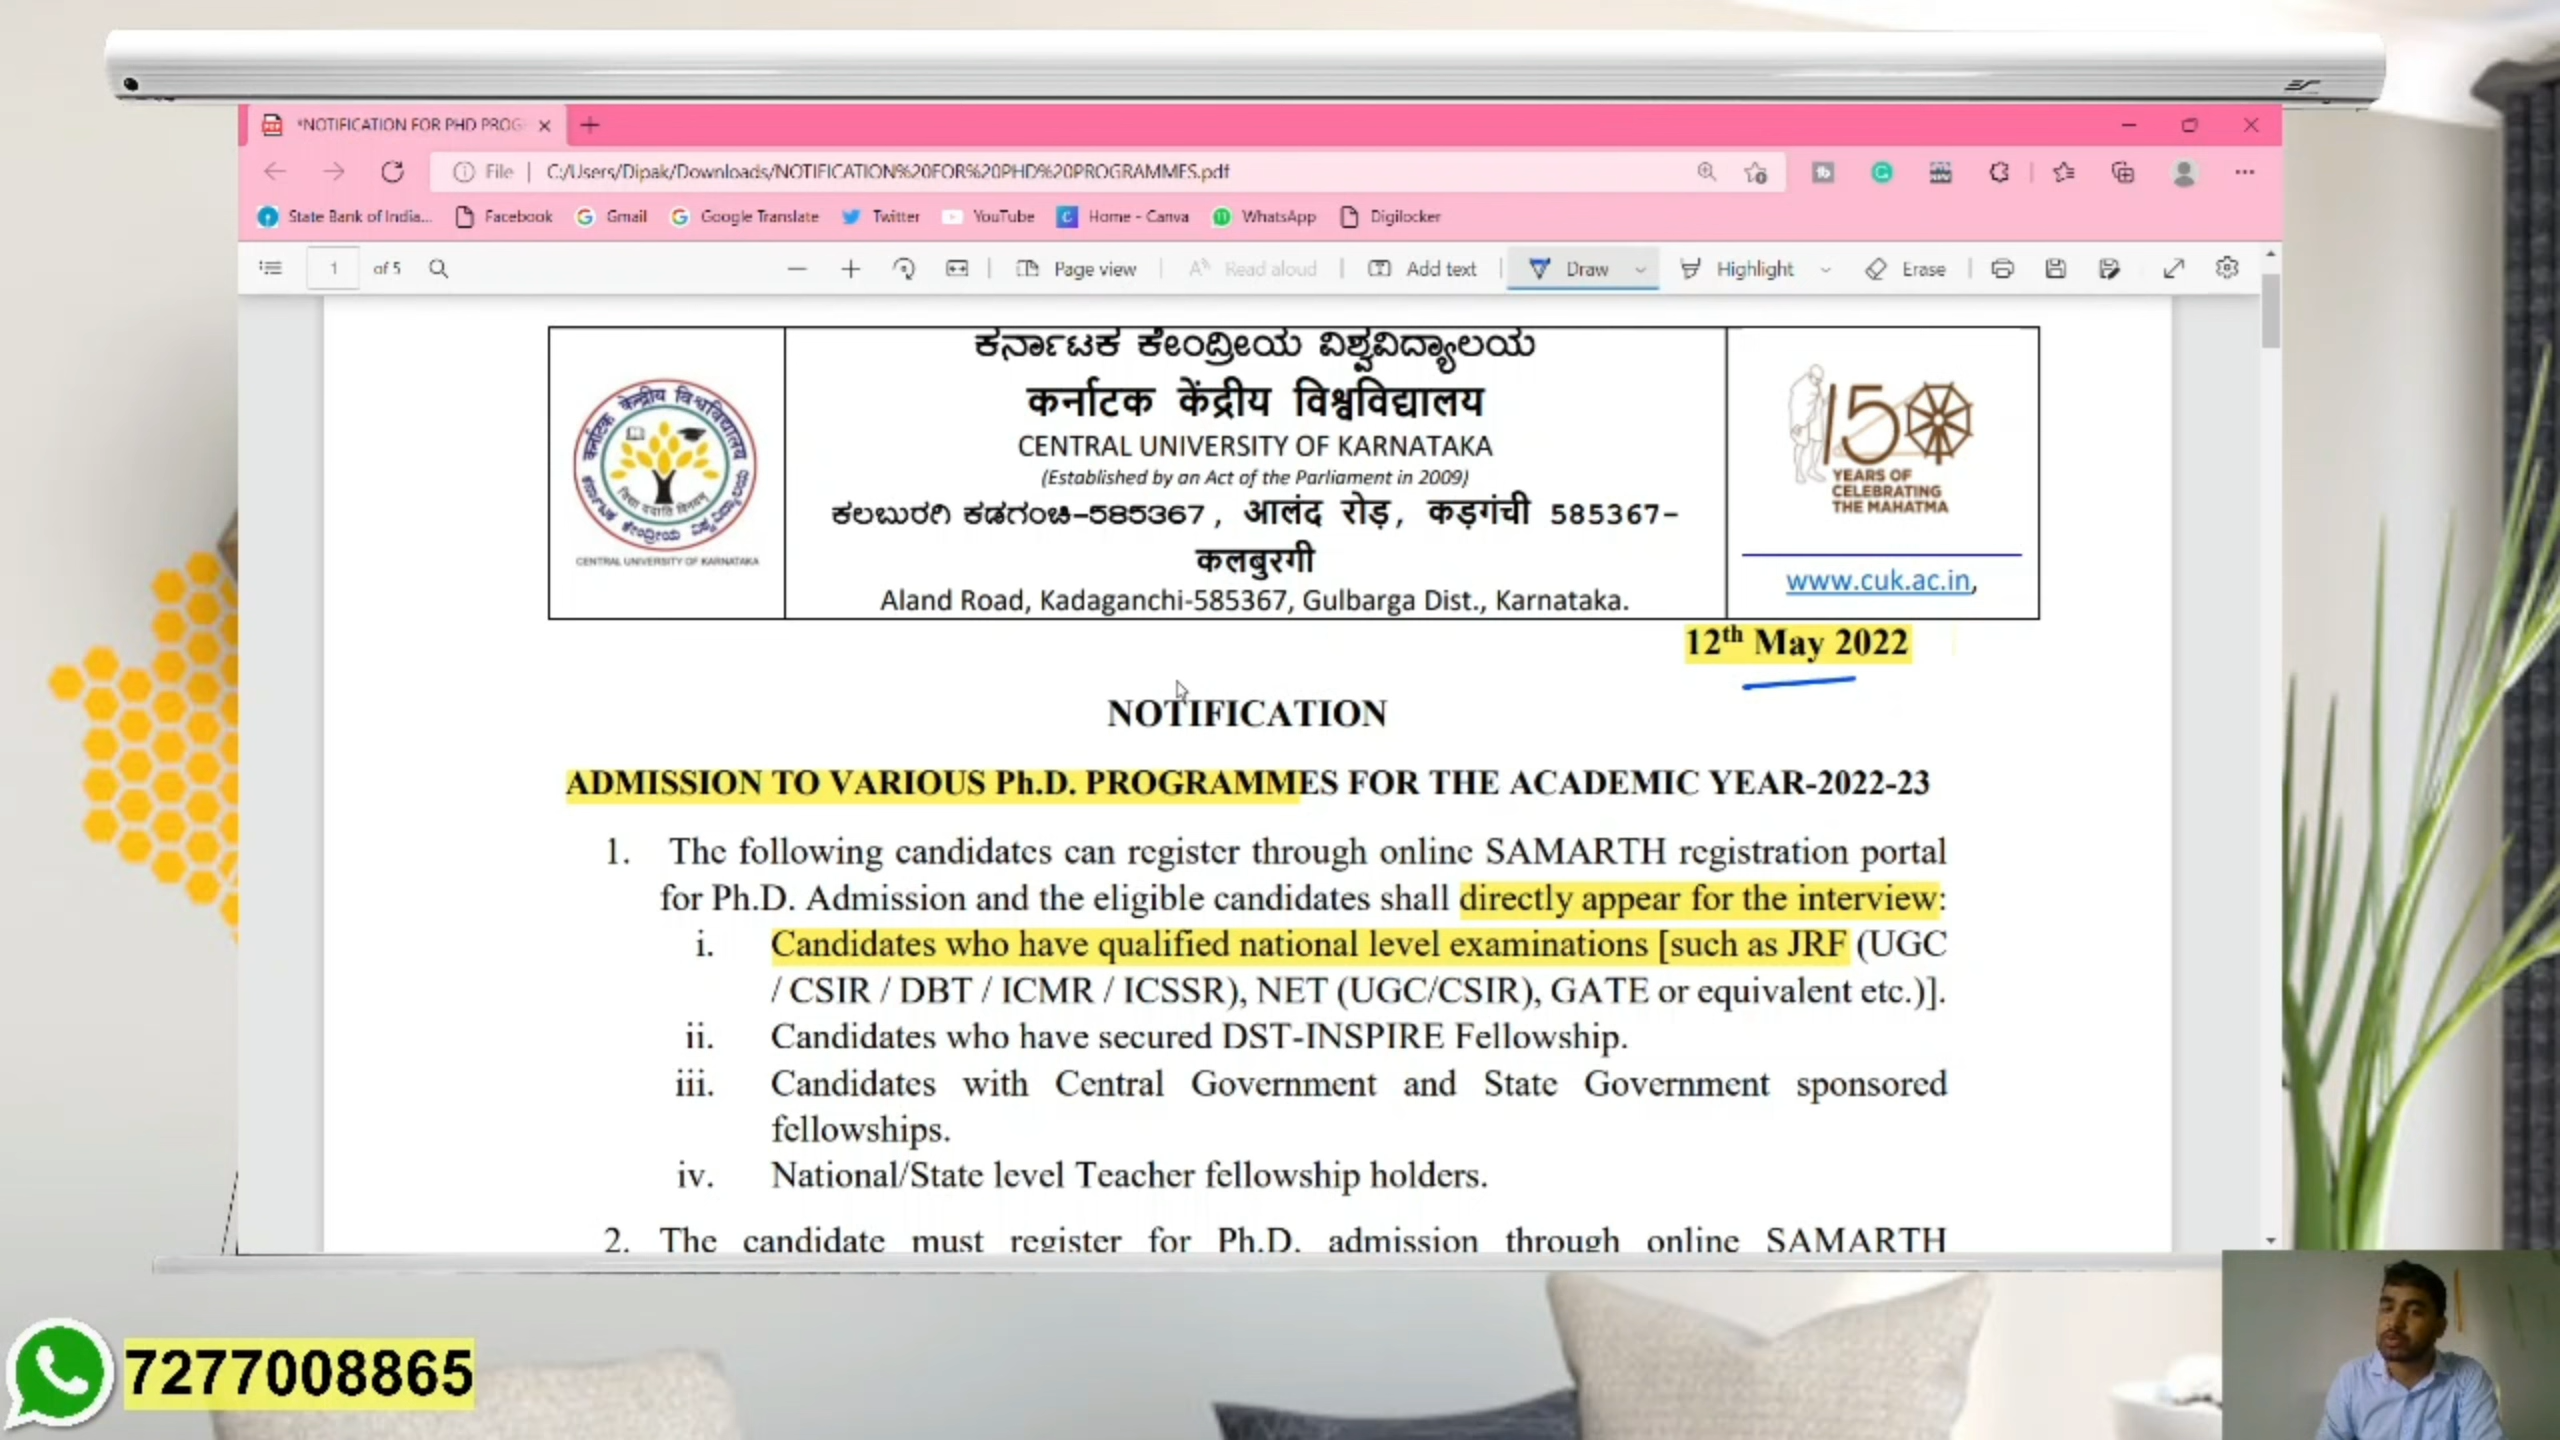 *NOTIFICATION FOR PHD PROG
File | C:/Users/Dipak/Downloads/NOTIFICATION%20FOR%20PHD%20PROGRAMMES.pdf
State Bank of India... Facebook Gmail Google Translate Twitter YouTube Home - Canva WhatsApp Digilocker
1 of 5 Page view Read aloud Add text Draw Highlight Erase
ಕರ್ನಾಟಕ ಕೇಂದ್ರೀಯ ವಿಶ್ವವಿದ್ಯಾಲಯ
कर्नाटक केंद्रीय विश्वविद्यालय
CENTRAL UNIVERSITY OF KARNATAKA
(Established by an Act of the Parliament in 2009)
ಕಲಬುರಗಿ ಕಡಗಂಚಿ-585367, आलंद रोड़, कड़गंची 585367-
कलबुरगी
Aland Road, Kadaganchi-585367, Gulbarga Dist., Karnataka.
कर्नाटक केन्द्रीय विश्वविद्यालय
ಕರ್ನಾಟಕ ಕೇಂದ್ರೀಯ ವಿಶ್ವವಿದ್ಯಾಲಯ
CENTRAL UNIVERSITY OF KARNATAKA
150
YEARS OF
CELEBRATING
THE MAHATMA
www.cuk.ac.in,
12th May 2022
NOTIFICATION
ADMISSION TO VARIOUS Ph.D. PROGRAMMES FOR THE ACADEMIC YEAR-2022-23
1. The following candidates can register through online SAMARTH registration portal
for Ph.D. Admission and the eligible candidates shall directly appear for the interview:
i. Candidates who have qualified national level examinations [such as JRF (UGC
/ CSIR / DBT / ICMR / ICSSR), NET (UGC/CSIR), GATE or equivalent etc.)].
ii. Candidates who have secured DST-INSPIRE Fellowship.
iii. Candidates with Central Government and State Government sponsored
fellowships.
iv. National/State level Teacher fellowship holders.
2. The candidate must register for Ph.D. admission through online SAMARTH
7277008865